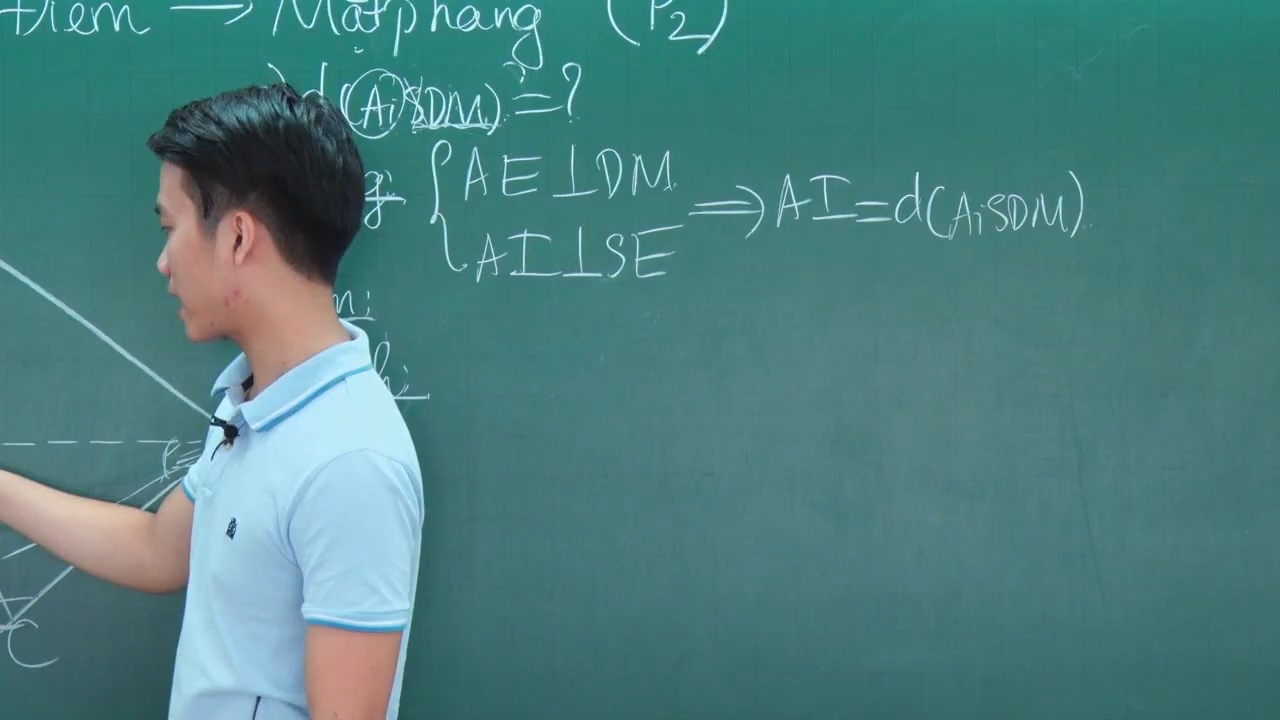 điểm → Mặt phẳng (P2)
) d(A;SDM) = ?
g: { AE ⊥ DM
AI ⊥ SE
⇒ AI = d(A;SDM)
m:
h:
C